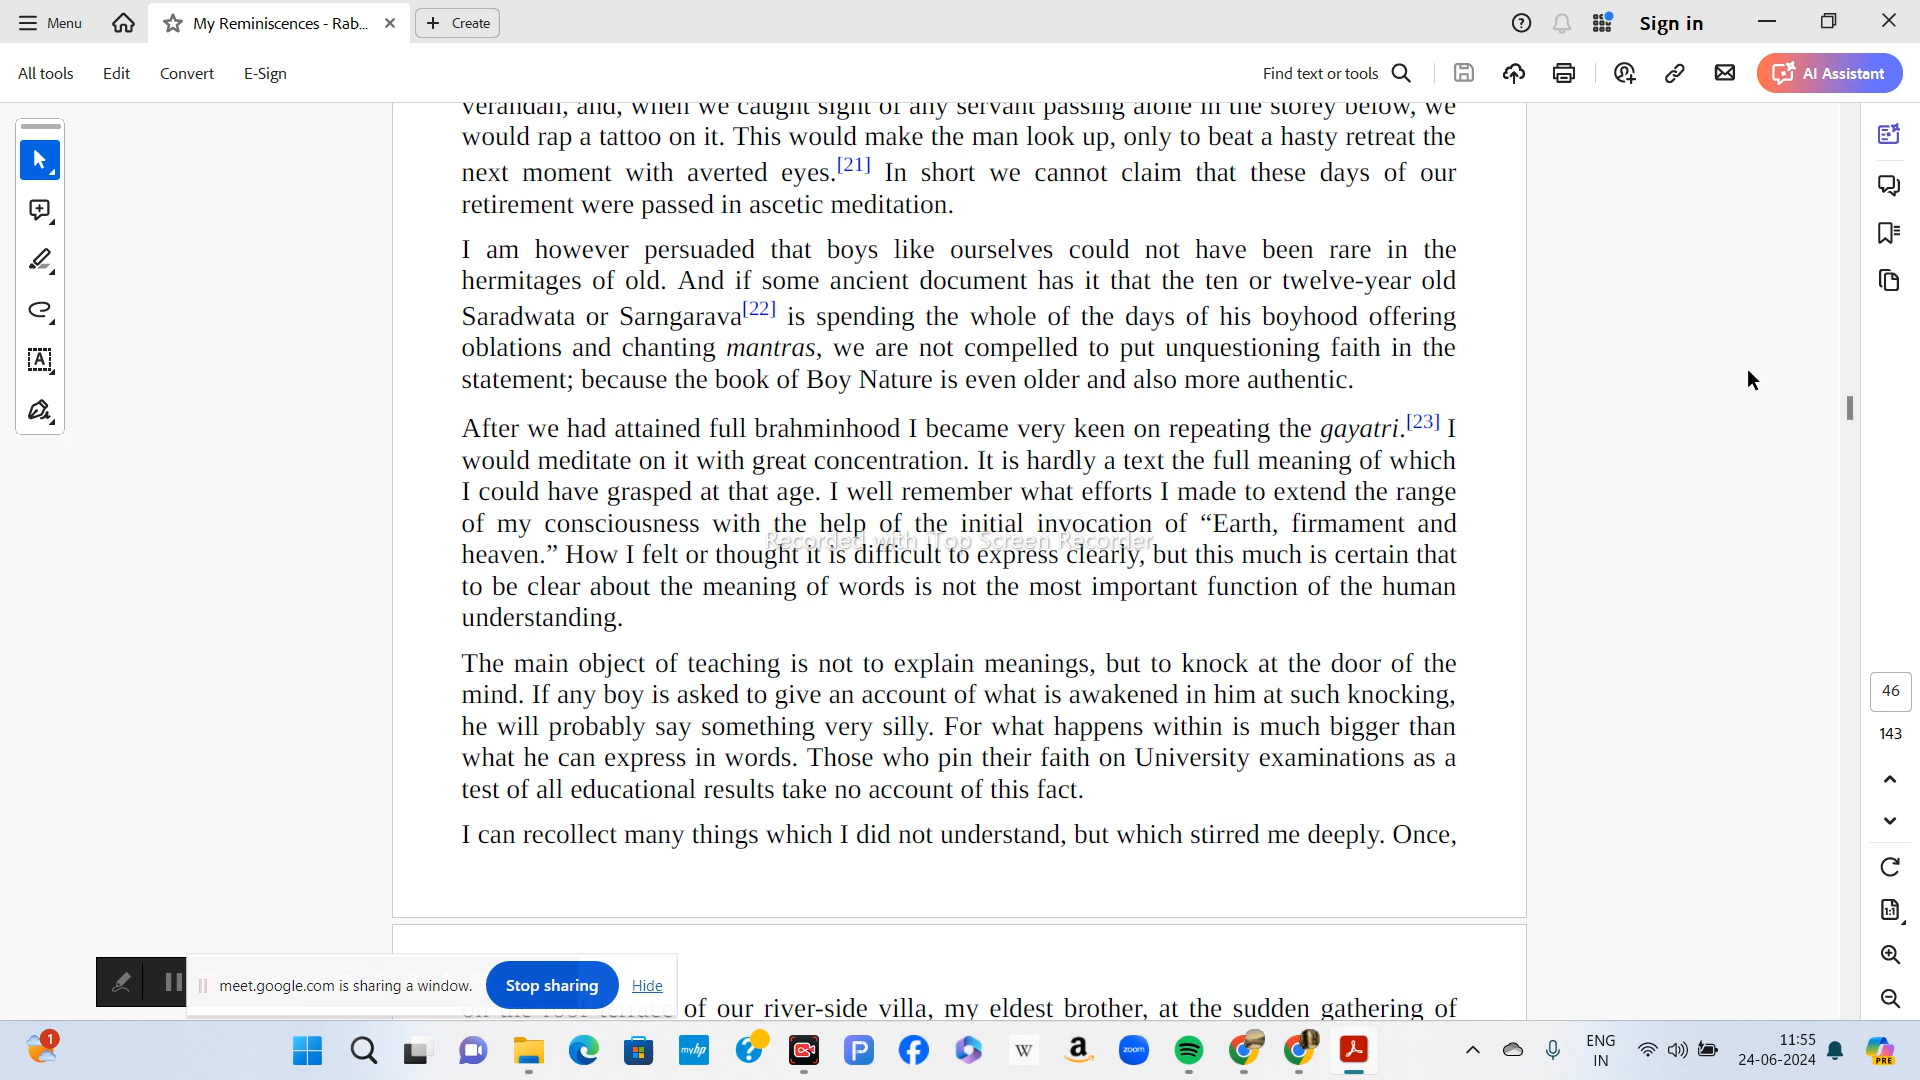 Menu
My Reminiscences - Rab...
Create
Sign in
All tools
Edit
Convert
E-Sign
Find text or tools
AI Assistant
verandah, and, when we caught sight of any servant passing alone in the storey below, we
would rap a tattoo on it. This would make the man look up, only to beat a hasty retreat the
next moment with averted eyes.[21] In short we cannot claim that these days of our
retirement were passed in ascetic meditation.
I am however persuaded that boys like ourselves could not have been rare in the
hermitages of old. And if some ancient document has it that the ten or twelve-year old
Saradwata or Sarngarava[22] is spending the whole of the days of his boyhood offering
oblations and chanting mantras, we are not compelled to put unquestioning faith in the
statement; because the book of Boy Nature is even older and also more authentic.
After we had attained full brahminhood I became very keen on repeating the gayatri.[23] I
would meditate on it with great concentration. It is hardly a text the full meaning of which
I could have grasped at that age. I well remember what efforts I made to extend the range
of my consciousness with the help of the initial invocation of “Earth, firmament and
Recorded with iTop Screen Recorder
heaven.” How I felt or thought it is difficult to express clearly, but this much is certain that
to be clear about the meaning of words is not the most important function of the human
understanding.
The main object of teaching is not to explain meanings, but to knock at the door of the
mind. If any boy is asked to give an account of what is awakened in him at such knocking,
he will probably say something very silly. For what happens within is much bigger than
what he can express in words. Those who pin their faith on University examinations as a
test of all educational results take no account of this fact.
I can recollect many things which I did not understand, but which stirred me deeply. Once,
46
143
meet.google.com is sharing a window.
Stop sharing
Hide
of our river-side villa, my eldest brother, at the sudden gathering of
1
myhp
zoom
W
ENG
IN
11:55
24-06-2024
PRE